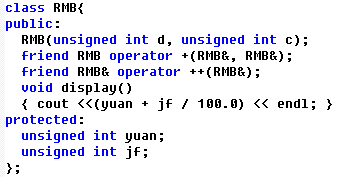 class RMB{
public:
  RMB(unsigned int d, unsigned int c);
  friend RMB operator +(RMB&, RMB&);
  friend RMB& operator ++(RMB&);
  void display()
  { cout <<(yuan + jf / 100.0) << endl; }
protected:
  unsigned int yuan;
  unsigned int jf;
};